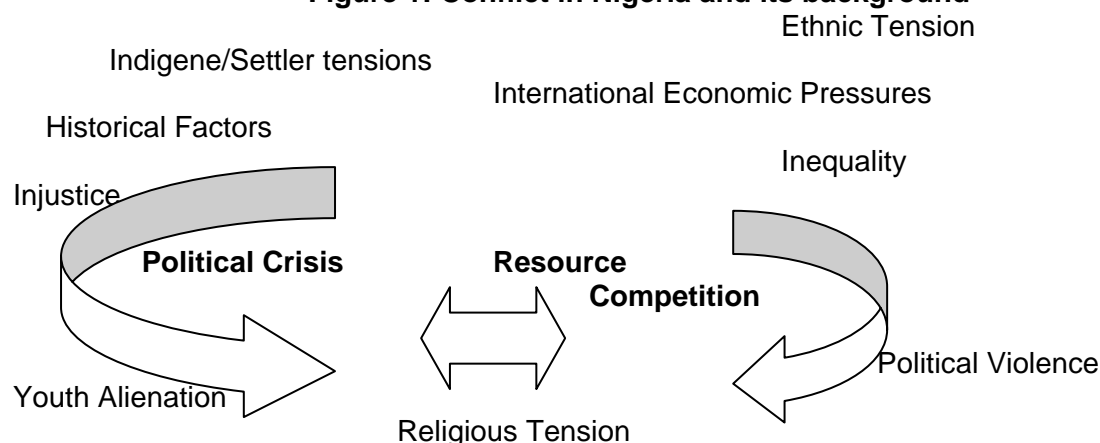 Figure 1: Conflict in Nigeria and its background
Ethnic Tension
Indigene/Settler tensions
International Economic Pressures
Historical Factors
Inequality
Injustice
Political Crisis
Resource
Competition
Political Violence
Youth Alienation
Religious Tension